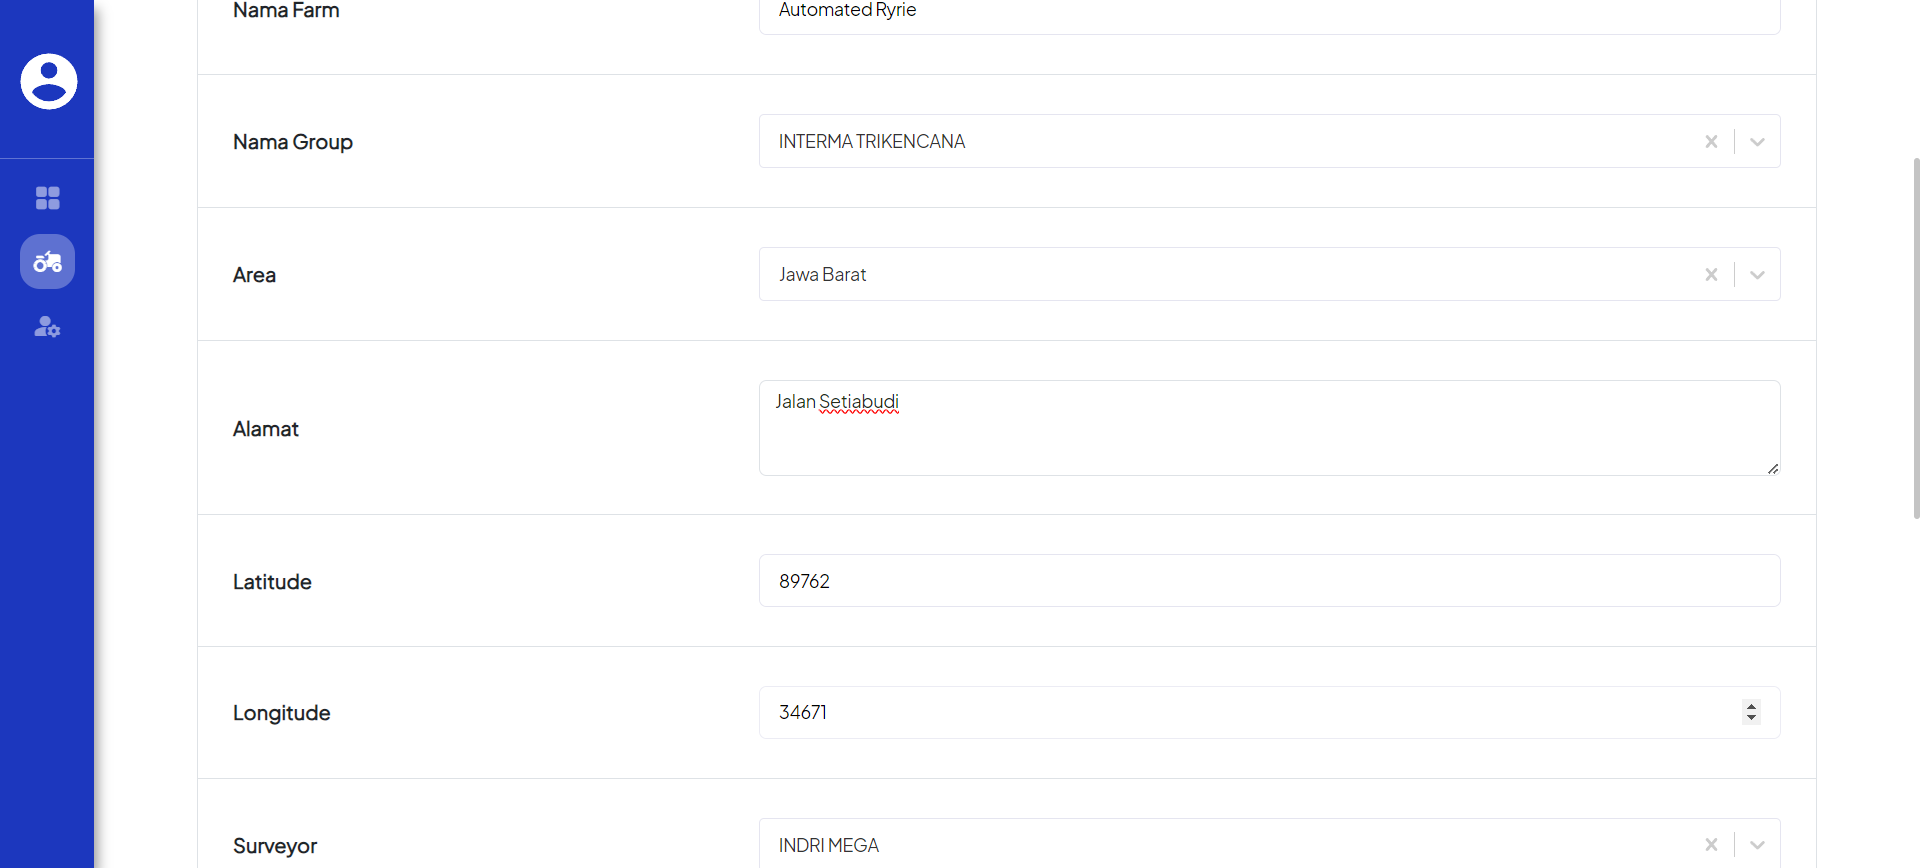 Nama Farm
Automated Ryrie
Nama Group
INTERMA TRIKENCANA
Area
Jawa Barat
Alamat
Jalan Setiabudi
Latitude
89762
Longitude
34671
Surveyor
INDRI MEGA